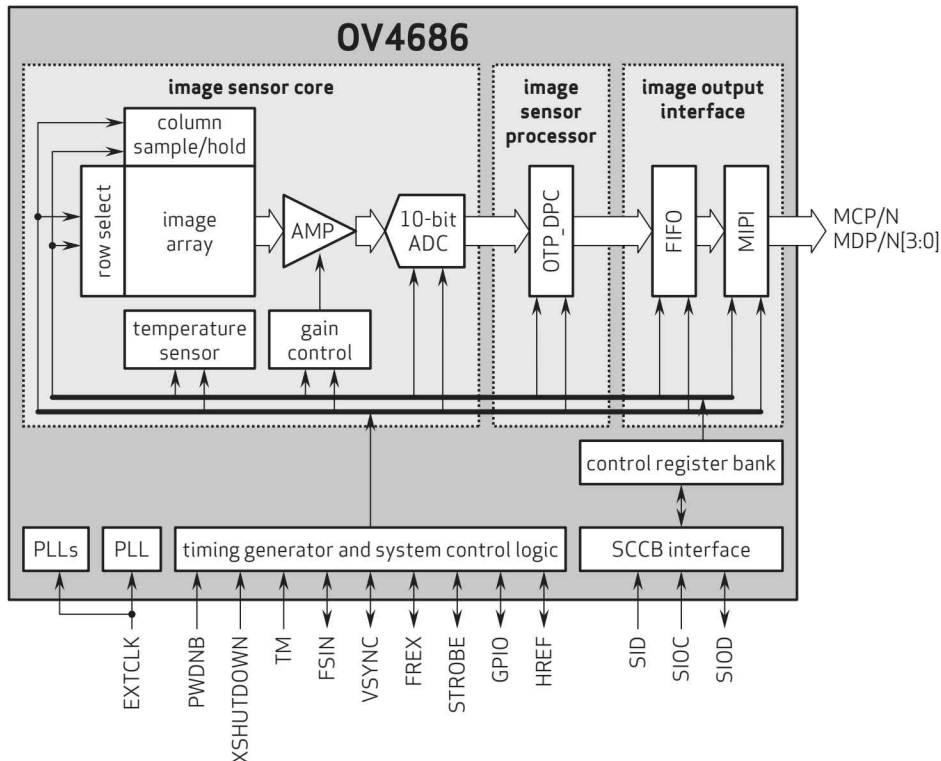 OV4686
image sensor core
image
sensor
processor
image output
interface
column
sample/hold
row select
image
array
AMP
10-bit
ADC
OTP_DPC
FIFO
MIPI
MCP/N
MDP/N[3:0]
temperature
sensor
gain
control
control register bank
PLLs
PLL
timing generator and system control logic
SCCB interface
EXTCLK
PWDNB
XSHUTDOWN
TM
FSIN
VSYNC
FREX
STROBE
GPIO
HREF
SID
SIOC
SIOD